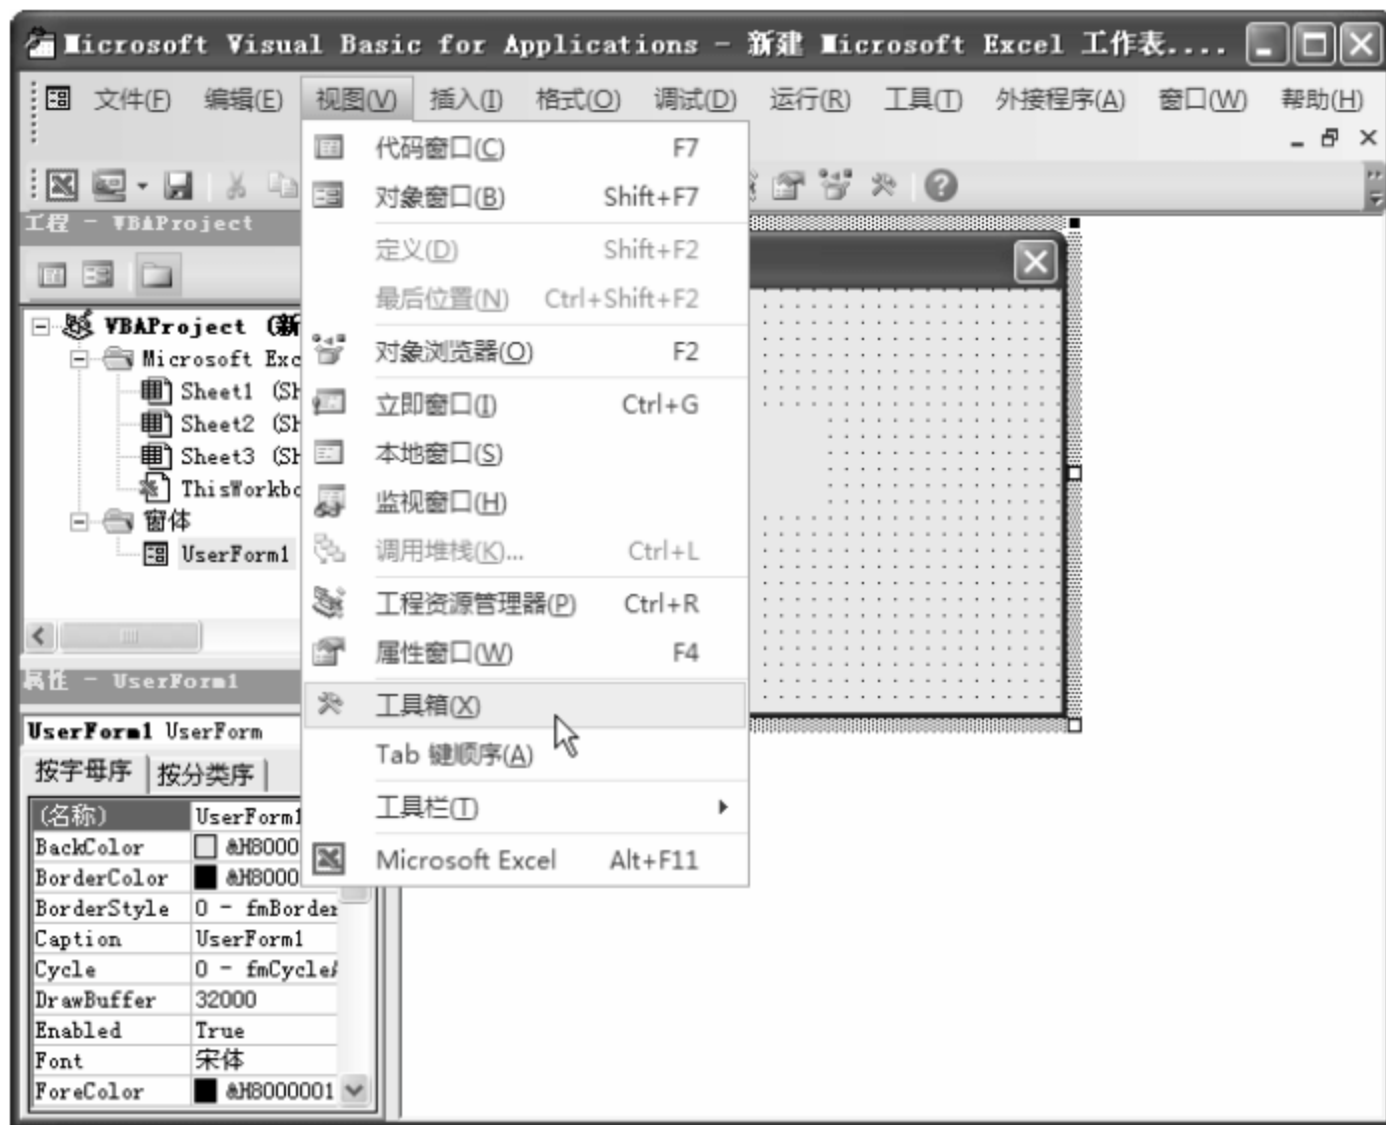 Microsoft Visual Basic for Applications - 新建 Microsoft Excel 工作表....
文件(F) 编辑(E) 视图(V) 插入(I) 格式(O) 调试(D) 运行(R) 工具(T) 外接程序(A) 窗口(W) 帮助(H)
代码窗口(C) F7
对象窗口(B) Shift+F7
定义(D) Shift+F2
最后位置(N) Ctrl+Shift+F2
对象浏览器(O) F2
立即窗口(I) Ctrl+G
本地窗口(S)
监视窗口(H)
调用堆栈(K)... Ctrl+L
工程资源管理器(P) Ctrl+R
属性窗口(W) F4
工具箱(X)
Tab 键顺序(A)
工具栏(T)
Microsoft Excel Alt+F11
工程 - VBAProject
VBAProject (新
Microsoft Exc
Sheet1 (Sh
Sheet2 (Sh
Sheet3 (Sh
ThisWorkbo
窗体
UserForm1
属性 - UserForm1
UserForm1 UserForm
按字母序 按分类序
(名称) UserForm1
BackColor &H8000
BorderColor &H8000
BorderStyle 0 - fmBorder
Caption UserForm1
Cycle 0 - fmCycleA
DrawBuffer 32000
Enabled True
Font 宋体
ForeColor &H8000001